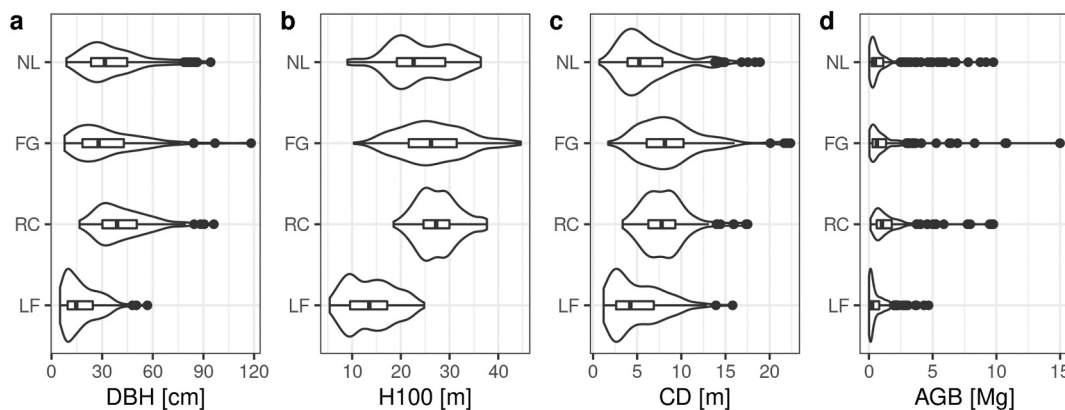 a b c d
NL NL NL NL
FG FG FG FG
RC RC RC RC
LF LF LF LF
0 30 60 90 120 10 20 30 40 0 5 10 15 20 0 5 10 15
DBH [cm] H100 [m] CD [m] AGB [Mg]